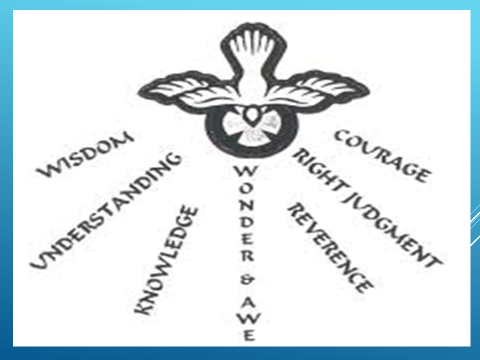 WISDOM
UNDERSTANDING
KNOWLEDGE
WONDER & AWE
REVERENCE
RIGHT JUDGMENT
COURAGE